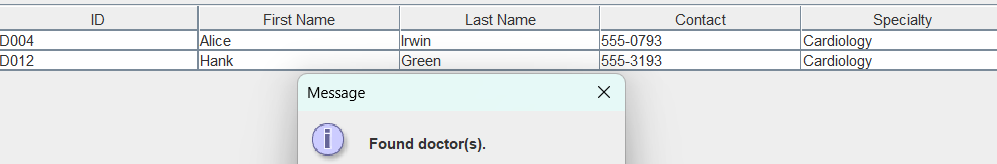 ID First Name Last Name Contact Specialty
D004 Alice Irwin 555-0793 Cardiology
D012 Hank Green 555-3193 Cardiology
Message
Found doctor(s).